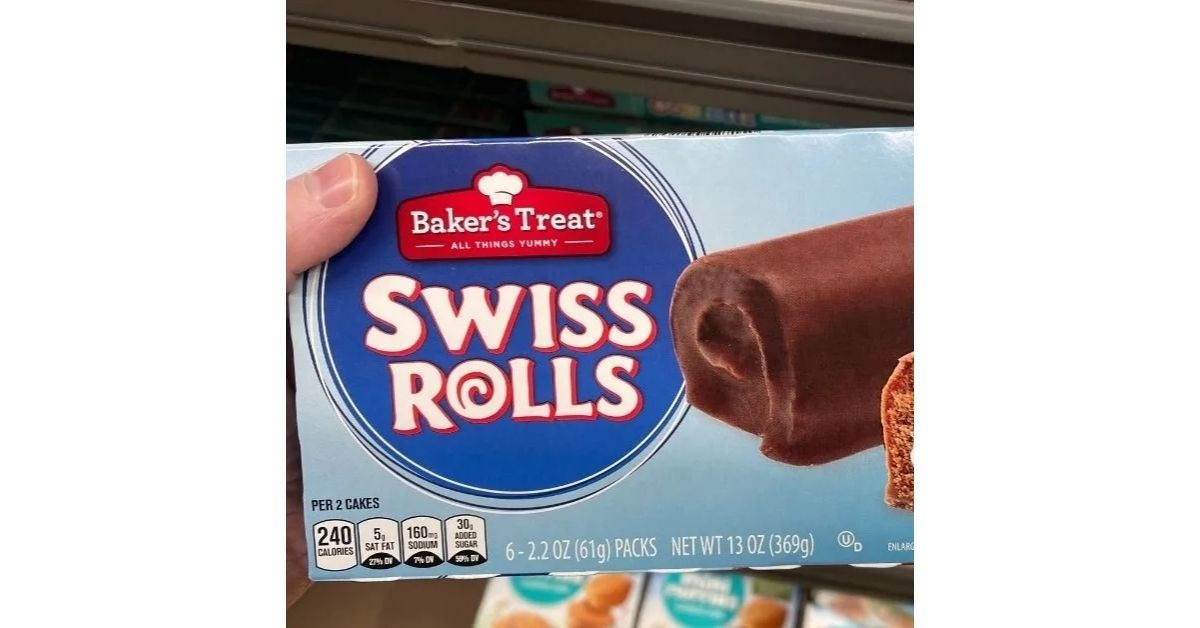 Baker's Treat®
ALL THINGS YUMMY
SWISS
ROLLS
PER 2 CAKES
240
CALORIES
5g
SAT FAT
27% DV
160mg
SODIUM
7% DV
30g
ADDED
SUGAR
59% DV
6 - 2.2 OZ (61g) PACKS NET WT 13 OZ (369g)
U D
ENLARG